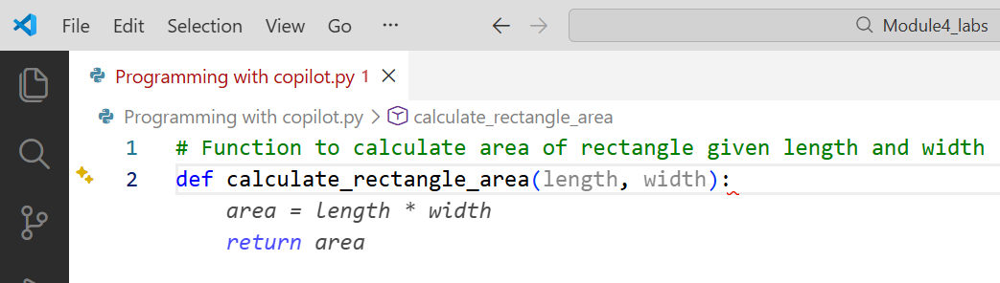 File Edit Selection View Go ··· ← → Module4_labs
Programming with copilot.py 1 ×
Programming with copilot.py > calculate_rectangle_area
1 # Function to calculate area of rectangle given length and width
2 def calculate_rectangle_area(length, width):
area = length * width
return area